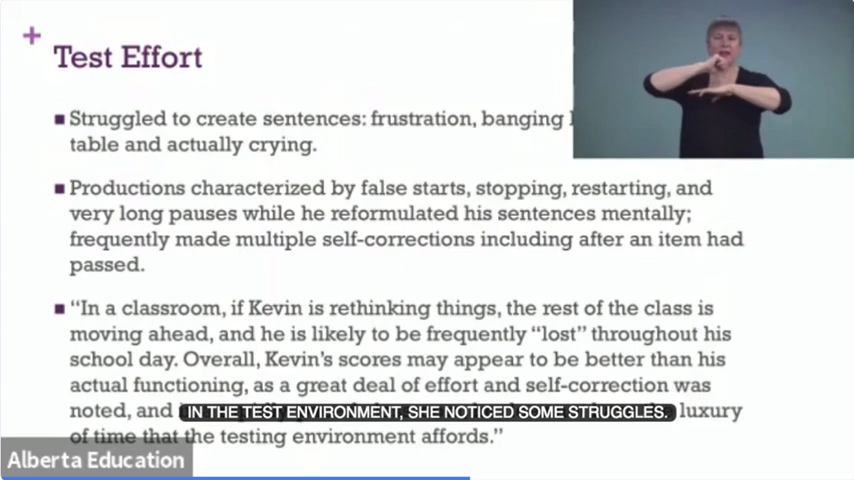 +
Test Effort
Struggled to create sentences: frustration, banging
table and actually crying.
Productions characterized by false starts, stopping, restarting, and
very long pauses while he reformulated his sentences mentally;
frequently made multiple self-corrections including after an item had
passed.
“In a classroom, if Kevin is rethinking things, the rest of the class is
moving ahead, and he is likely to be frequently “lost” throughout his
school day. Overall, Kevin’s scores may appear to be better than his
actual functioning, as a great deal of effort and self-correction was
noted, and luxury
IN THE TEST ENVIRONMENT, SHE NOTICED SOME STRUGGLES.
of time that the testing environment affords.”
Alberta Education